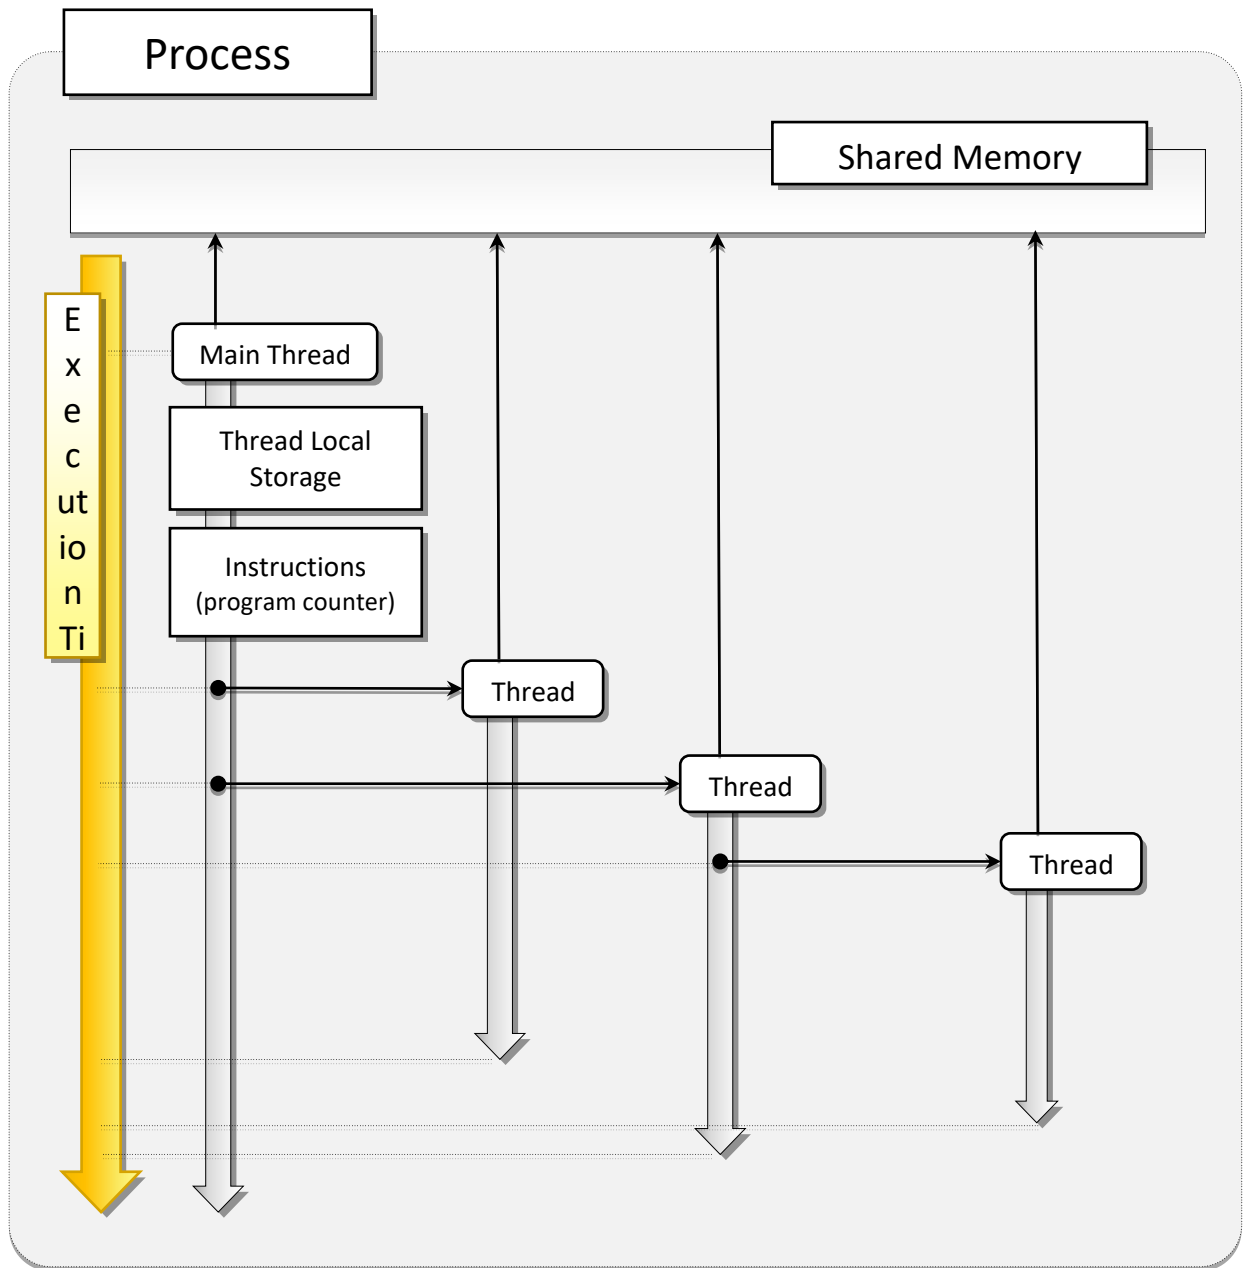 Process
Shared Memory
E
x
e
c
ut
io
n
Ti
Main Thread
Thread Local
Storage
Instructions
(program counter)
Thread
Thread
Thread